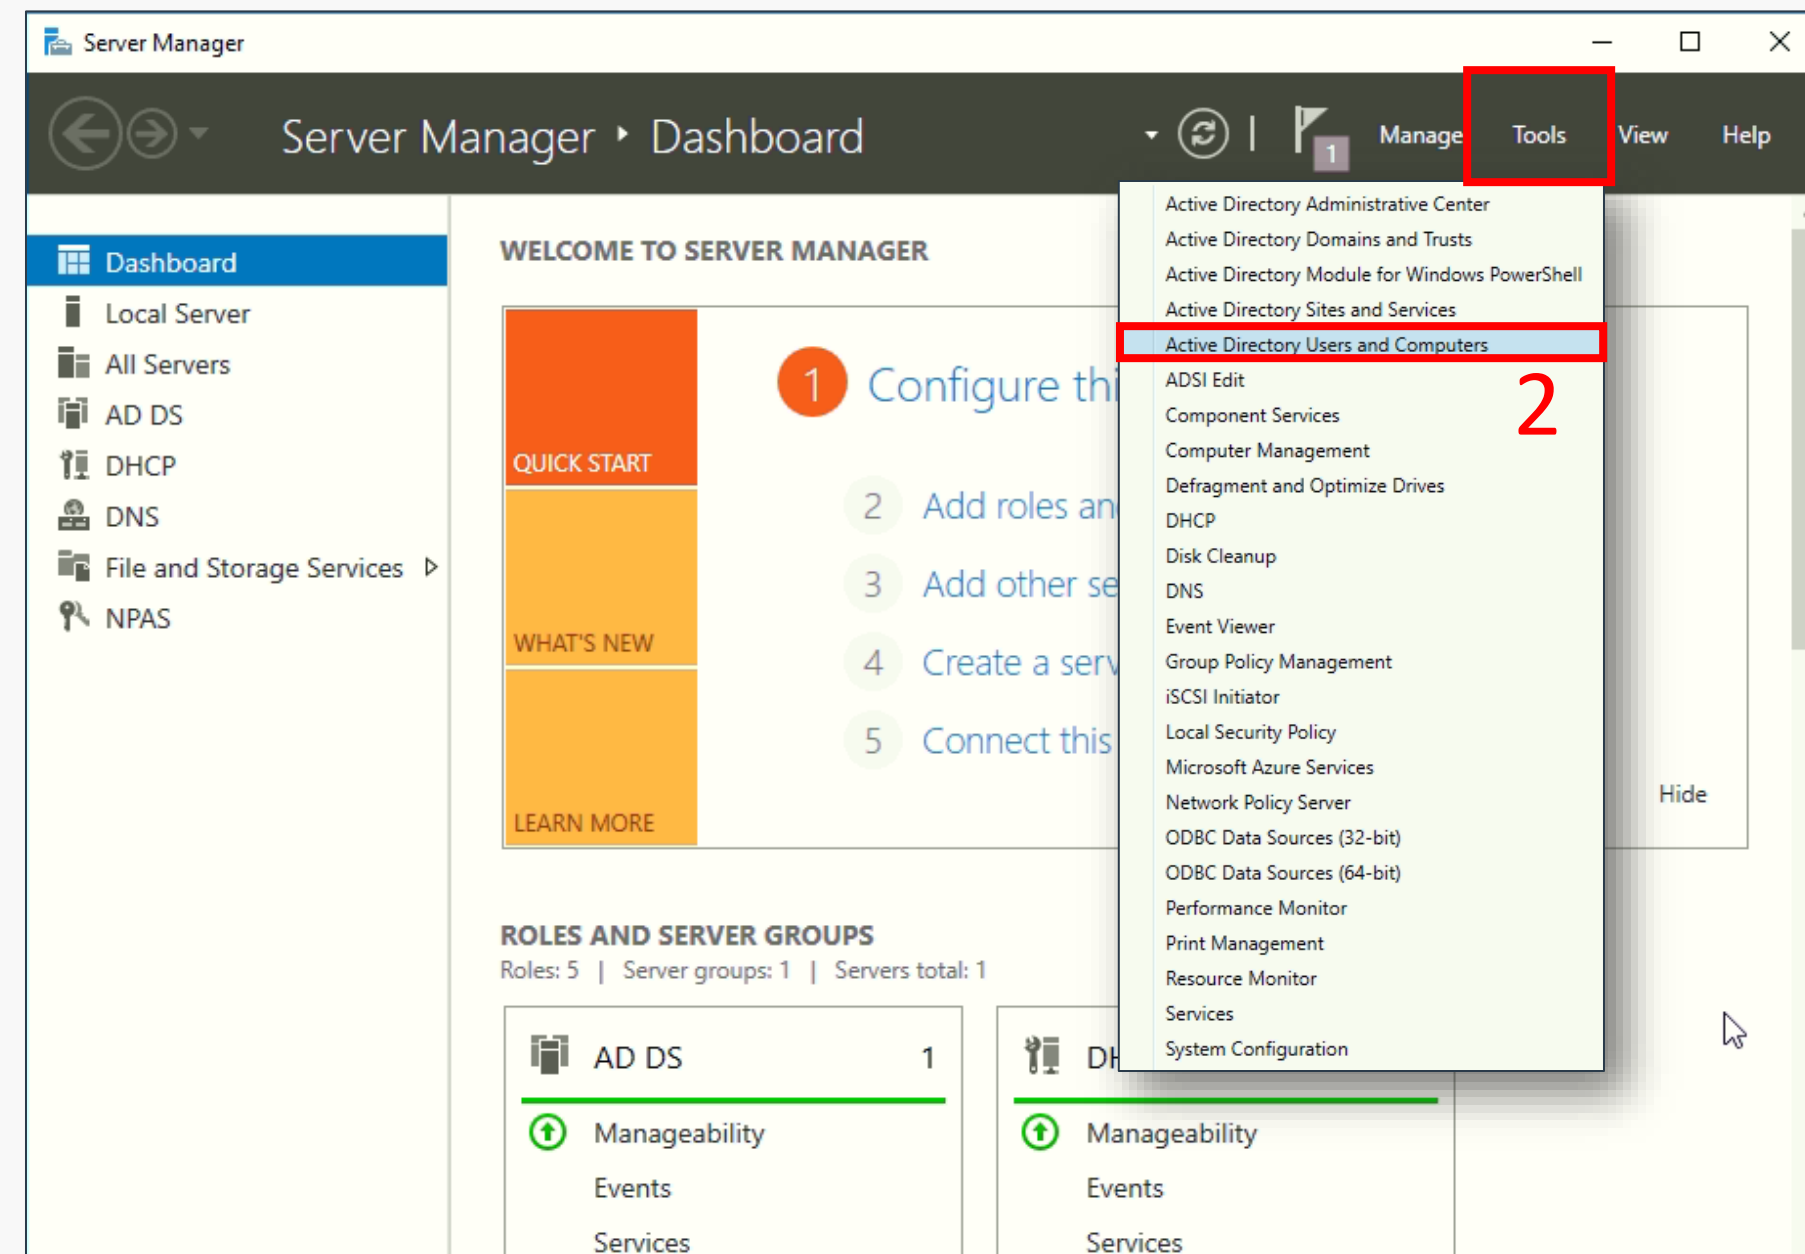 Server Manager
Server Manager ‣ Dashboard
1
Manage
Tools
View
Help
Dashboard
Local Server
All Servers
AD DS
DHCP
DNS
File and Storage Services
NPAS
WELCOME TO SERVER MANAGER
QUICK START
WHAT'S NEW
LEARN MORE
1 Configure thi
2 Add roles an
3 Add other se
4 Create a serv
5 Connect this
Hide
Active Directory Administrative Center
Active Directory Domains and Trusts
Active Directory Module for Windows PowerShell
Active Directory Sites and Services
Active Directory Users and Computers
2
ADSI Edit
Component Services
Computer Management
Defragment and Optimize Drives
DHCP
Disk Cleanup
DNS
Event Viewer
Group Policy Management
iSCSI Initiator
Local Security Policy
Microsoft Azure Services
Network Policy Server
ODBC Data Sources (32-bit)
ODBC Data Sources (64-bit)
Performance Monitor
Print Management
Resource Monitor
Services
System Configuration
ROLES AND SERVER GROUPS
Roles: 5 | Server groups: 1 | Servers total: 1
AD DS 1
Manageability
Events
Services
DH
Manageability
Events
Services